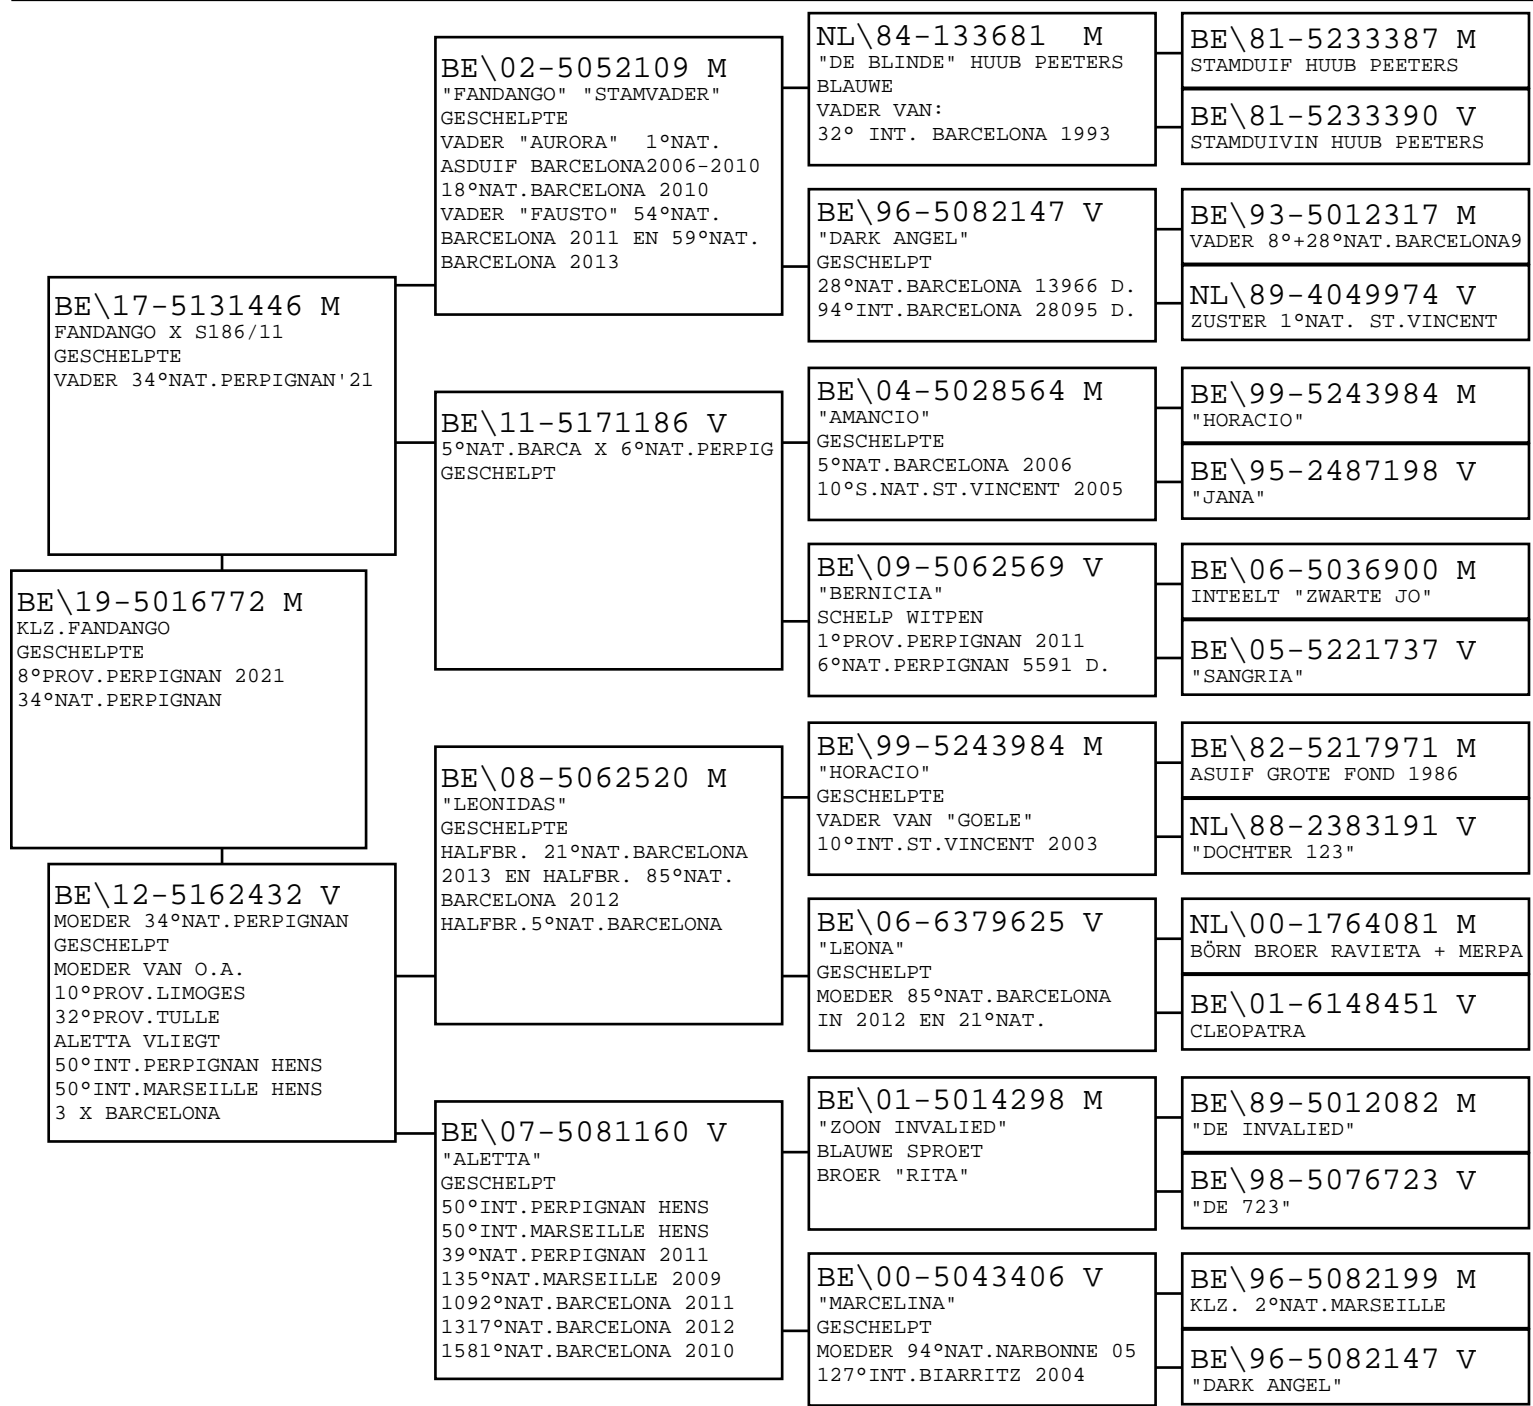 BE\19-5016772 M
KLZ.FANDANGO
GESCHELPTE
8°PROV.PERPIGNAN 2021
34°NAT.PERPIGNAN
BE\17-5131446 M
FANDANGO X S186/11
GESCHELPTE
VADER 34°NAT.PERPIGNAN'21
BE\12-5162432 V
MOEDER 34°NAT.PERPIGNAN
GESCHELPT
MOEDER VAN O.A.
10°PROV.LIMOGES
32°PROV.TULLE
ALETTA VLIEGT
50°INT.PERPIGNAN HENS
50°INT.MARSEILLE HENS
3 X BARCELONA
BE\02-5052109 M
"FANDANGO" "STAMVADER"
GESCHELPTE
VADER "AURORA" 1°NAT.
ASDUIF BARCELONA2006-2010
18°NAT.BARCELONA 2010
VADER "FAUSTO" 54°NAT.
BARCELONA 2011 EN 59°NAT.
BARCELONA 2013
BE\11-5171186 V
5°NAT.BARCA X 6°NAT.PERPIG
GESCHELPT
BE\08-5062520 M
"LEONIDAS"
GESCHELPTE
HALFBR. 21°NAT.BARCELONA
2013 EN HALFBR. 85°NAT.
BARCELONA 2012
HALFBR.5°NAT.BARCELONA
BE\07-5081160 V
"ALETTA"
GESCHELPT
50°INT.PERPIGNAN HENS
50°INT.MARSEILLE HENS
39°NAT.PERPIGNAN 2011
135°NAT.MARSEILLE 2009
1092°NAT.BARCELONA 2011
1317°NAT.BARCELONA 2012
1581°NAT.BARCELONA 2010
NL\84-133681 M
"DE BLINDE" HUUB PEETERS
BLAUWE
VADER VAN:
32° INT. BARCELONA 1993
BE\96-5082147 V
"DARK ANGEL"
GESCHELPT
28°NAT.BARCELONA 13966 D.
94°INT.BARCELONA 28095 D.
BE\04-5028564 M
"AMANCIO"
GESCHELPTE
5°NAT.BARCELONA 2006
10°S.NAT.ST.VINCENT 2005
BE\09-5062569 V
"BERNICIA"
SCHELP WITPEN
1°PROV.PERPIGNAN 2011
6°NAT.PERPIGNAN 5591 D.
BE\99-5243984 M
"HORACIO"
GESCHELPTE
VADER VAN "GOELE"
10°INT.ST.VINCENT 2003
BE\06-6379625 V
"LEONA"
GESCHELPT
MOEDER 85°NAT.BARCELONA
IN 2012 EN 21°NAT.
BE\01-5014298 M
"ZOON INVALIED"
BLAUWE SPROET
BROER "RITA"
BE\00-5043406 V
"MARCELINA"
GESCHELPT
MOEDER 94°NAT.NARBONNE 05
127°INT.BIARRITZ 2004
BE\81-5233387 M
STAMDUIF HUUB PEETERS
BE\81-5233390 V
STAMDUIVIN HUUB PEETERS
BE\93-5012317 M
VADER 8°+28°NAT.BARCELONA9
NL\89-4049974 V
ZUSTER 1°NAT. ST.VINCENT
BE\99-5243984 M
"HORACIO"
BE\95-2487198 V
"JANA"
BE\06-5036900 M
INTEELT "ZWARTE JO"
BE\05-5221737 V
"SANGRIA"
BE\82-5217971 M
ASUIF GROTE FOND 1986
NL\88-2383191 V
"DOCHTER 123"
NL\00-1764081 M
BÖRN BROER RAVIETA + MERPA
BE\01-6148451 V
CLEOPATRA
BE\89-5012082 M
"DE INVALIED"
BE\98-5076723 V
"DE 723"
BE\96-5082199 M
KLZ. 2°NAT.MARSEILLE
BE\96-5082147 V
"DARK ANGEL"